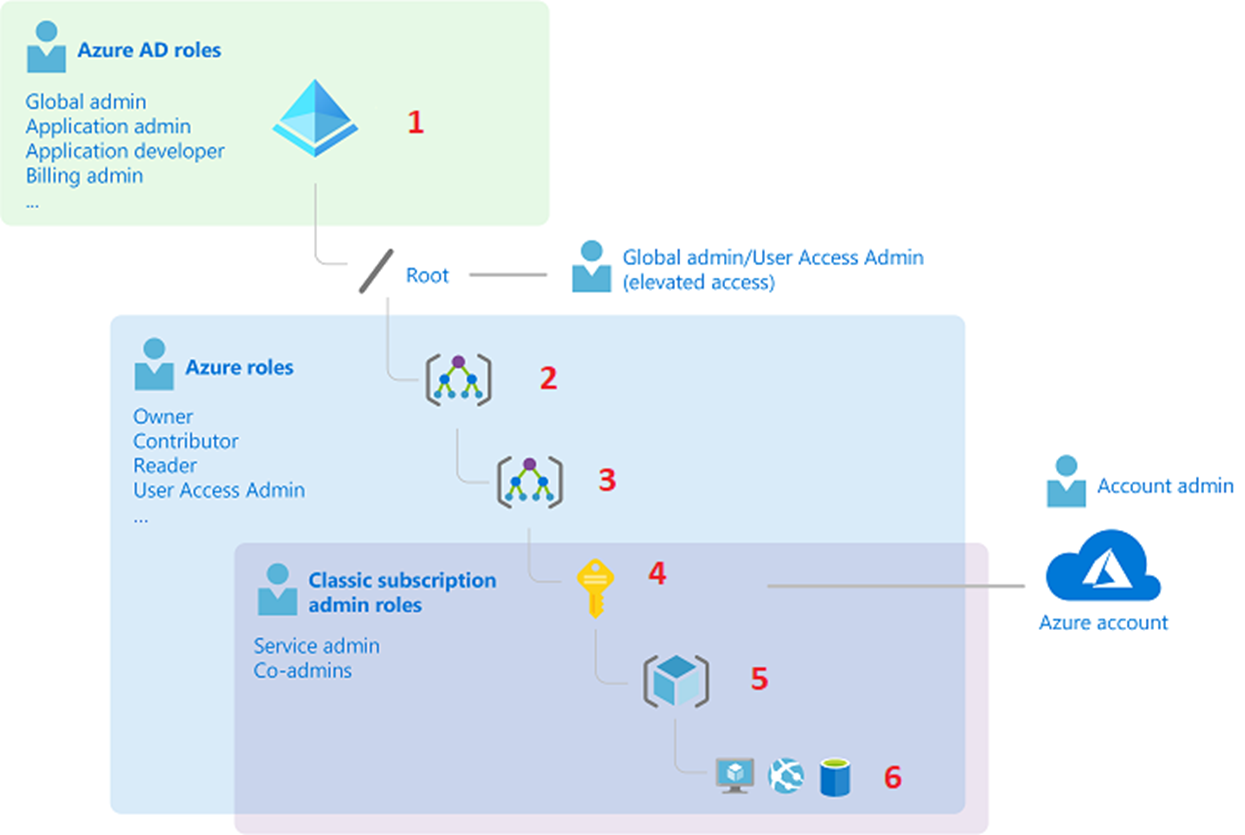 Azure AD roles
Global admin
Application admin
Application developer
Billing admin
...
1
Root
Global admin/User Access Admin
(elevated access)
Azure roles
Owner
Contributor
Reader
User Access Admin
...
2
3
Account admin
Azure account
Classic subscription
admin roles
Service admin
Co-admins
4
5
6